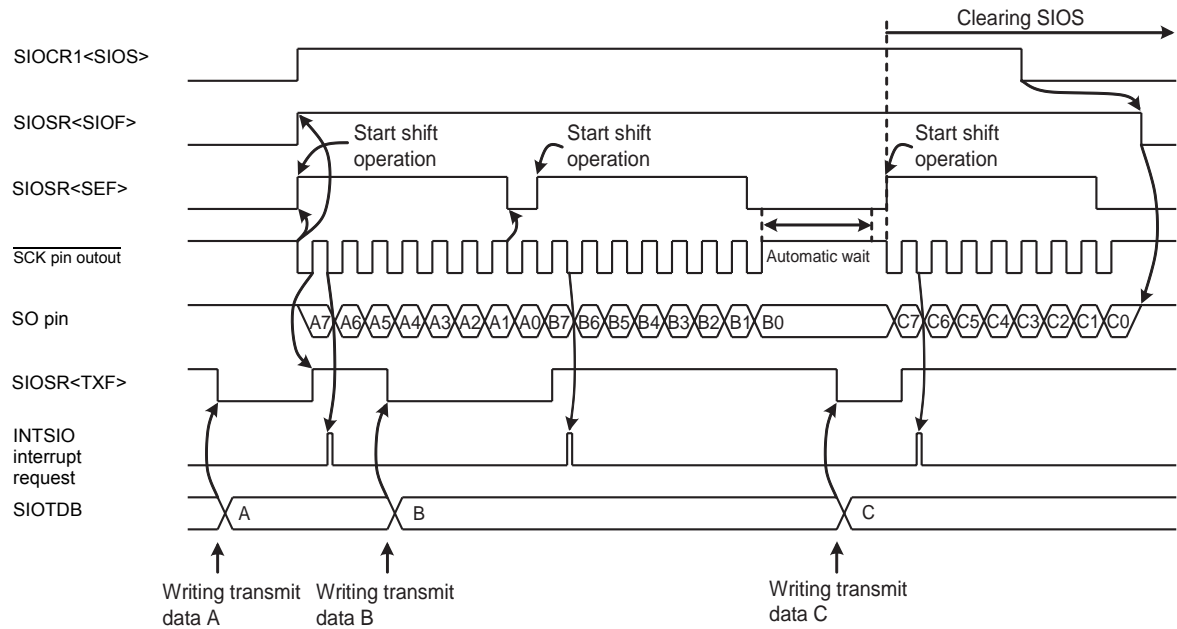 Clearing SIOS
SIOCR1<SIOS>
SIOSR<SIOF>
Start shift
operation
Start shift
operation
Start shift
operation
SIOSR<SEF>
SCK pin outout
Automatic wait
SO pin
A7 A6 A5 A4 A3 A2 A1 A0 B7 B6 B5 B4 B3 B2 B1 B0 C7 C6 C5 C4 C3 C2 C1 C0
SIOSR<TXF>
INTSIO
interrupt
request
SIOTDB
A B C
Writing transmit
data A
Writing transmit
data B
Writing transmit
data C